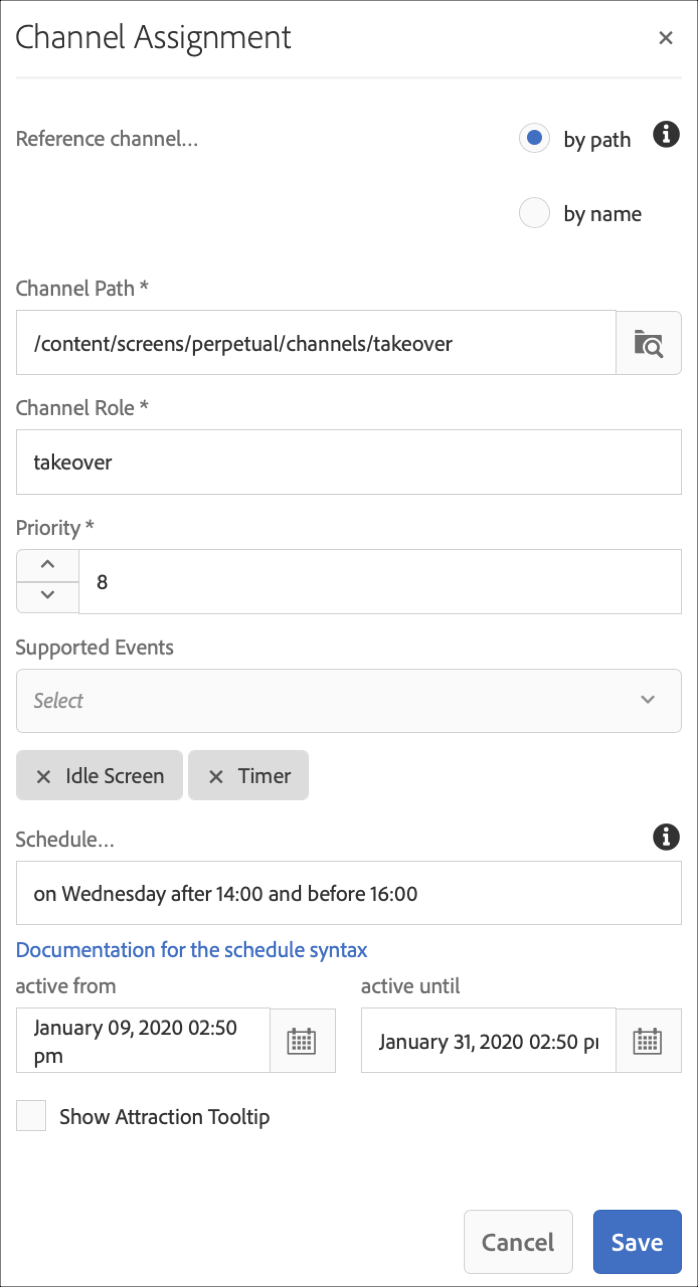 Channel Assignment
Reference channel...
by path
by name
Channel Path *
/content/screens/perpetual/channels/takeover
Channel Role *
takeover
Priority *
8
Supported Events
Select
Idle Screen
Timer
Schedule...
on Wednesday after 14:00 and before 16:00
Documentation for the schedule syntax
active from
active until
January 09, 2020 02:50
pm
January 31, 2020 02:50 p
Show Attraction Tooltip
Cancel
Save